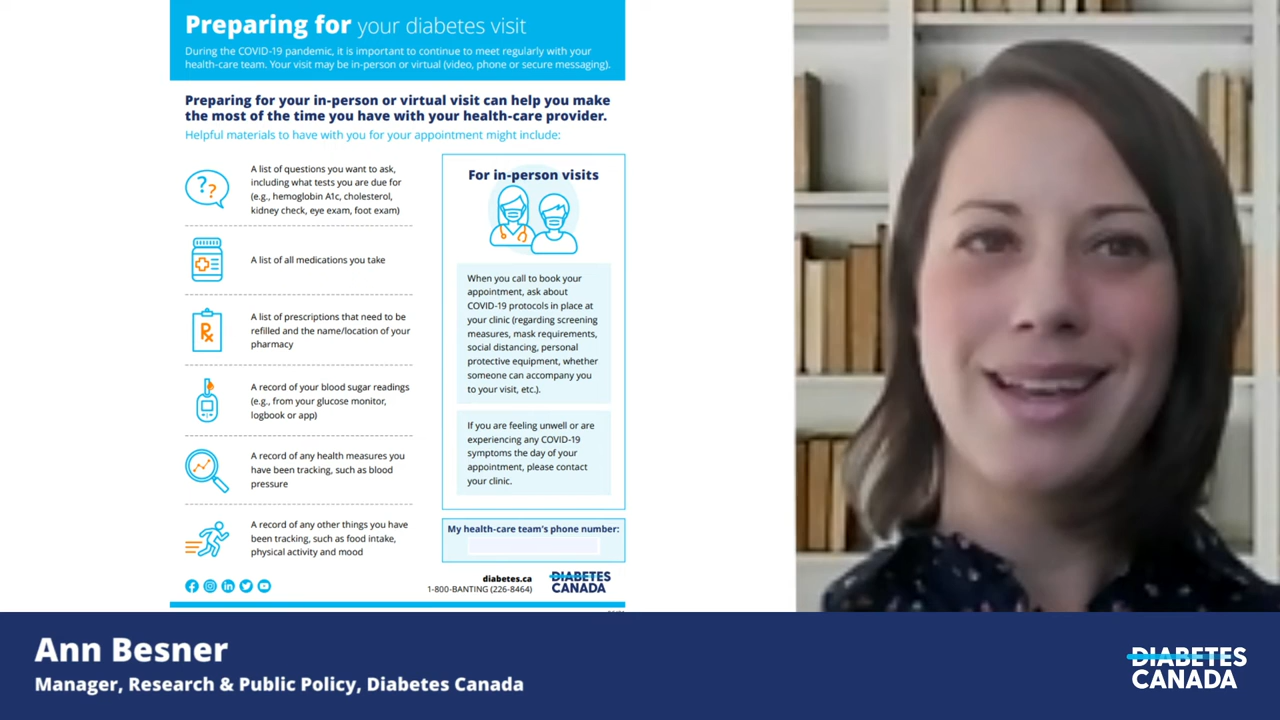 Preparing for your diabetes visit
During the COVID-19 pandemic, it is important to continue to meet regularly with your
health-care team. Your visit may be in-person or virtual (video, phone or secure messaging).
Preparing for your in-person or virtual visit can help you make
the most of the time you have with your health-care provider.
Helpful materials to have with you for your appointment might include:
??
A list of questions you want to ask,
including what tests you are due for
(e.g., hemoglobin A1c, cholesterol,
kidney check, eye exam, foot exam)
A list of all medications you take
Rx
A list of prescriptions that need to be
refilled and the name/location of your
pharmacy
A record of your blood sugar readings
(e.g., from your glucose monitor,
logbook or app)
A record of any health measures you
have been tracking, such as blood
pressure
A record of any other things you have
been tracking, such as food intake,
physical activity and mood
For in-person visits
When you call to book your
appointment, ask about
COVID-19 protocols in place at
your clinic (regarding screening
measures, mask requirements,
social distancing, personal
protective equipment, whether
someone can accompany you
to your visit, etc.).
If you are feeling unwell or are
experiencing any COVID-19
symptoms the day of your
appointment, please contact
your clinic.
My health-care team's phone number:
diabetes.ca
1-800-BANTING (226-8464)
DIABETES
CANADA
Ann Besner
Manager, Research & Public Policy, Diabetes Canada
DIABETES
CANADA